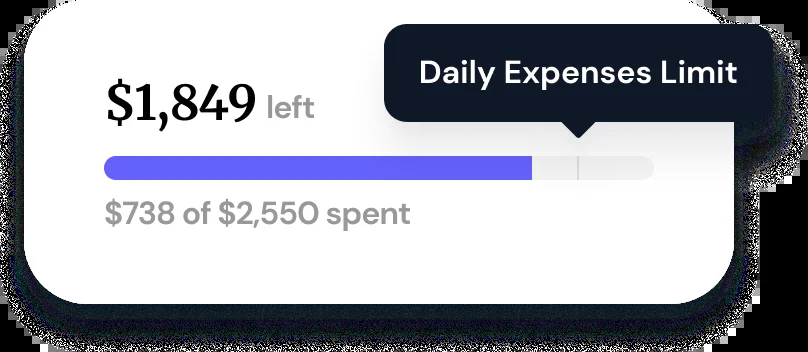 Daily Expenses Limit
$1,849 left
$738 of $2,550 spent